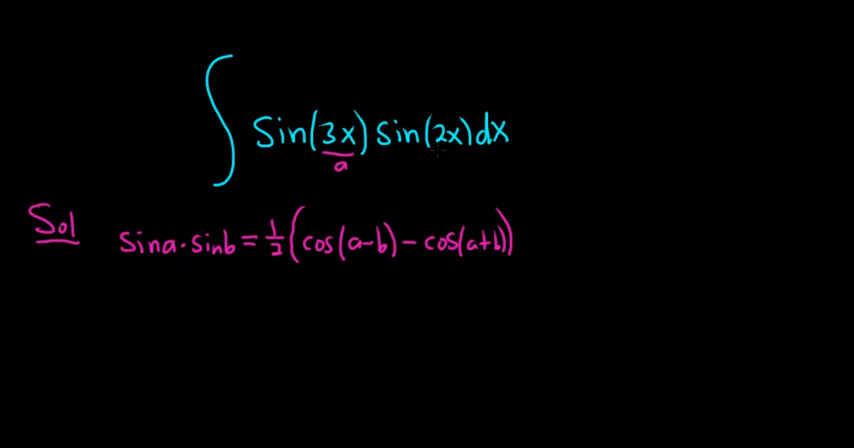 ∫ Sin(3x) sin(2x) dx
a
Sol sina · sinb = 1/2 (cos(a-b) - cos(a+b))